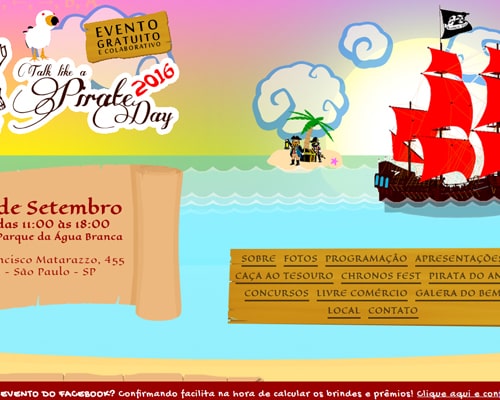 EVENTO
GRATUITO
E COLABORATIVO
Talk like a
Pirate
Day
2016
de Setembro
das 11:00 às 18:00
Parque da Água Branca
ncisco Matarazzo, 455
- São Paulo - SP
SOBRE FOTOS PROGRAMAÇÃO APRESENTAÇÕES
CAÇA AO TESOURO CHRONOS FEST PIRATA DO AN
CONCURSOS LIVRE COMÉRCIO GALERA DO BEM
LOCAL CONTATO
EVENTO DO FACEBOOK? Confirmando facilita na hora de calcular os brindes e prêmios! Clique aqui e con